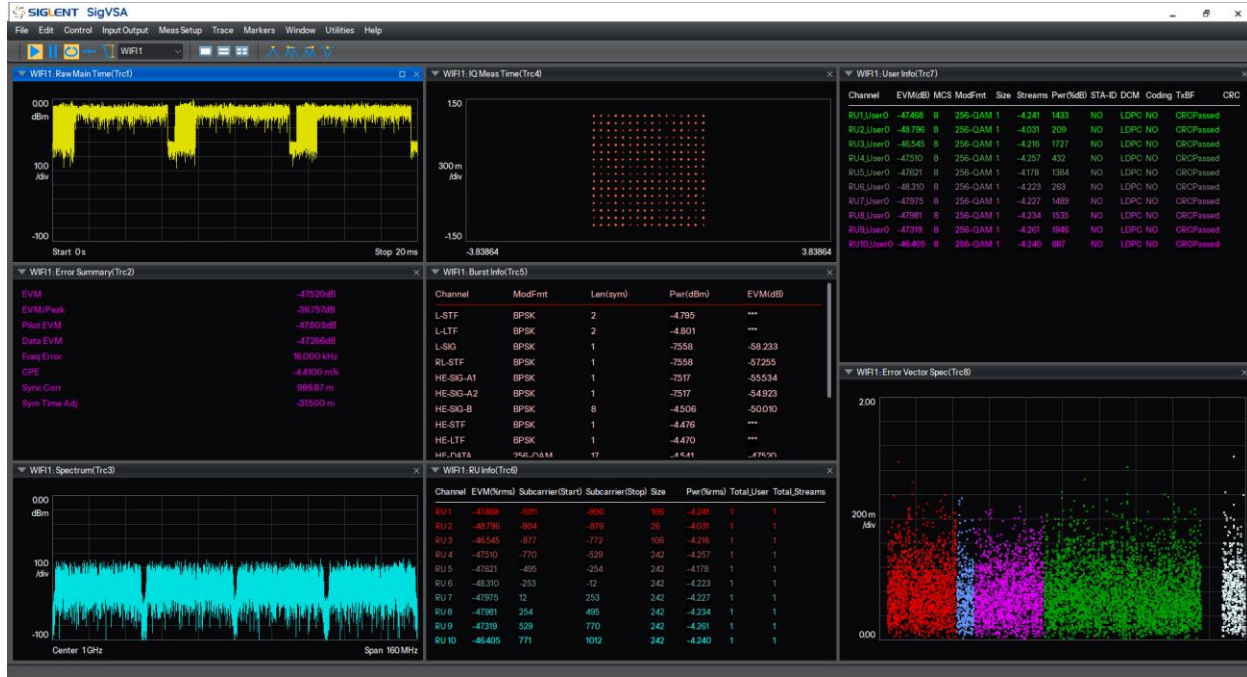 SIGLENT SigVSA
File Edit Control Input Output Meas Setup Trace Markers Window Utilities Help
WIFI1
WIFI1: Raw Main Time(Trc1)
0.00
dBm
10.0
/div
-100
Start 0 s
Stop 20 ms
WIFI1: IQ Meas Time(Trc4)
1.50
300 m
/div
-1.50
-3.83864
3.83864
WIFI1: User Info(Trc7)
Channel EVM(dB) MCS ModFmt Size Streams Pwr(%dB) STA-ID DCM Coding TxBF CRC
RU1_User0 -47.468 8 256-QAM 1 -4.241 1433 NO LDPC NO CRCPassed
RU2_User0 -48.796 8 256-QAM 1 -4.031 209 NO LDPC NO CRCPassed
RU3_User0 -46.545 8 256-QAM 1 -4.216 1727 NO LDPC NO CRCPassed
RU4_User0 -47.510 8 256-QAM 1 -4.257 432 NO LDPC NO CRCPassed
RU5_User0 -47.621 8 256-QAM 1 -4.178 1384 NO LDPC NO CRCPassed
RU6_User0 -48.310 8 256-QAM 1 -4.223 263 NO LDPC NO CRCPassed
RU7_User0 -47.975 8 256-QAM 1 -4.227 1489 NO LDPC NO CRCPassed
RU8_User0 -47.981 8 256-QAM 1 -4.234 1535 NO LDPC NO CRCPassed
RU9_User0 -47.319 8 256-QAM 1 -4.261 1946 NO LDPC NO CRCPassed
RU10_User0 -46.405 8 256-QAM 1 -4.240 687 NO LDPC NO CRCPassed
WIFI1: Error Summary(Trc2)
EVM -47.520dB
EVM/Peak -36.757dB
Pilot EVM -47.803dB
Data EVM -47.266dB
Freq Error 16.000 kHz
CPE -4.4100 m%
Sync Corr 999.87 m
Sym Time Adj -31.500 m
WIFI1: Burst Info(Trc5)
Channel ModFmt Len(sym) Pwr(dBm) EVM(dB)
L-STF BPSK 2 -4.795 ***
L-LTF BPSK 2 -4.801 ***
L-SIG BPSK 1 -7.558 -58.233
RL-STF BPSK 1 -7.558 -57.255
HE-SIG-A1 BPSK 1 -7.517 -55.534
HE-SIG-A2 BPSK 1 -7.517 -54.923
HE-SIG-B BPSK 8 -4.506 -50.010
HE-STF BPSK 1 -4.476 ***
HE-LTF BPSK 1 -4.470 ***
HE-DATA 256-QAM 17 -4.541 -47.520
WIFI1: Error Vector Spec(Trc8)
2.00
200 m
/div
0.00
WIFI1: Spectrum(Trc3)
0.00
dBm
10.0
/div
-100
Center 1 GHz
Span 160 MHz
WIFI1: RU Info(Trc6)
Channel EVM(%rms) Subcarrier(Start) Subcarrier(Stop) Size Pwr(%rms) Total_User Total_Streams
RU 1 -47.468 -1011 -906 106 -4.241 1 1
RU 2 -48.796 -904 -879 26 -4.031 1 1
RU 3 -46.545 -877 -772 106 -4.216 1 1
RU 4 -47.510 -770 -529 242 -4.257 1 1
RU 5 -47.621 -495 -254 242 -4.178 1 1
RU 6 -48.310 -253 -12 242 -4.223 1 1
RU 7 -47.975 12 253 242 -4.227 1 1
RU 8 -47.981 254 495 242 -4.234 1 1
RU 9 -47.319 529 770 242 -4.261 1 1
RU 10 -46.405 771 1012 242 -4.240 1 1